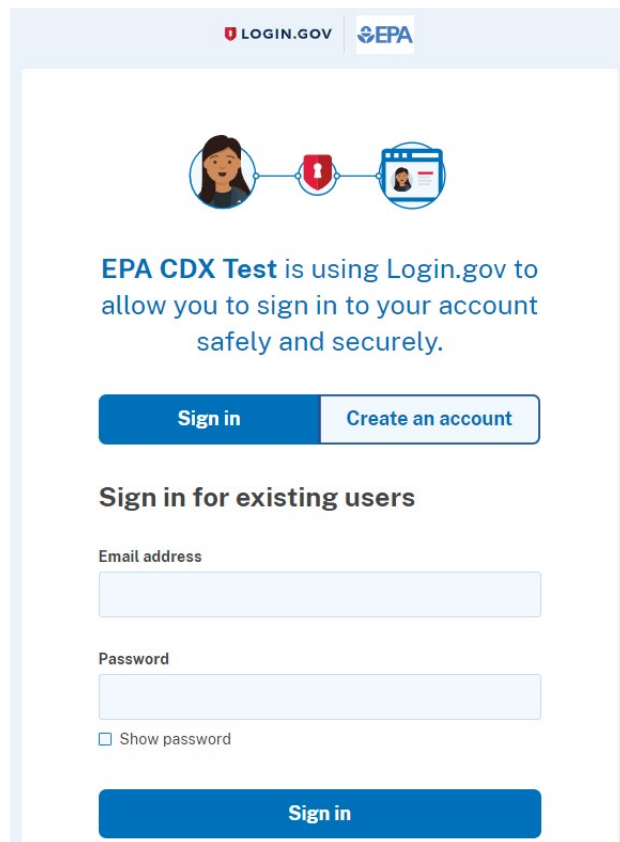 LOGIN.GOV EPA
EPA CDX Test is using Login.gov to
allow you to sign in to your account
safely and securely.
Sign in Create an account
Sign in for existing users
Email address
Password
Show password
Sign in